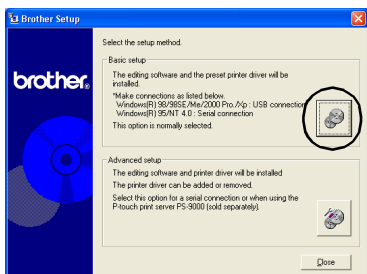 Brother Setup
Select the setup method.
brother®
Basic setup
The editing software and the preset printer driver will be
installed.
*Make connections as listed below.
Windows(R) 98/98SE/Me/2000 Pro./Xp : USB connection
Windows(R) 95/NT 4.0 : Serial connection
This option is normally selected.
Advanced setup
The editing software and printer driver will be installed
The printer driver can be added or removed.
Select this option for a serial connection or when using the
P-touch print server PS-9000 (sold separately).
Close